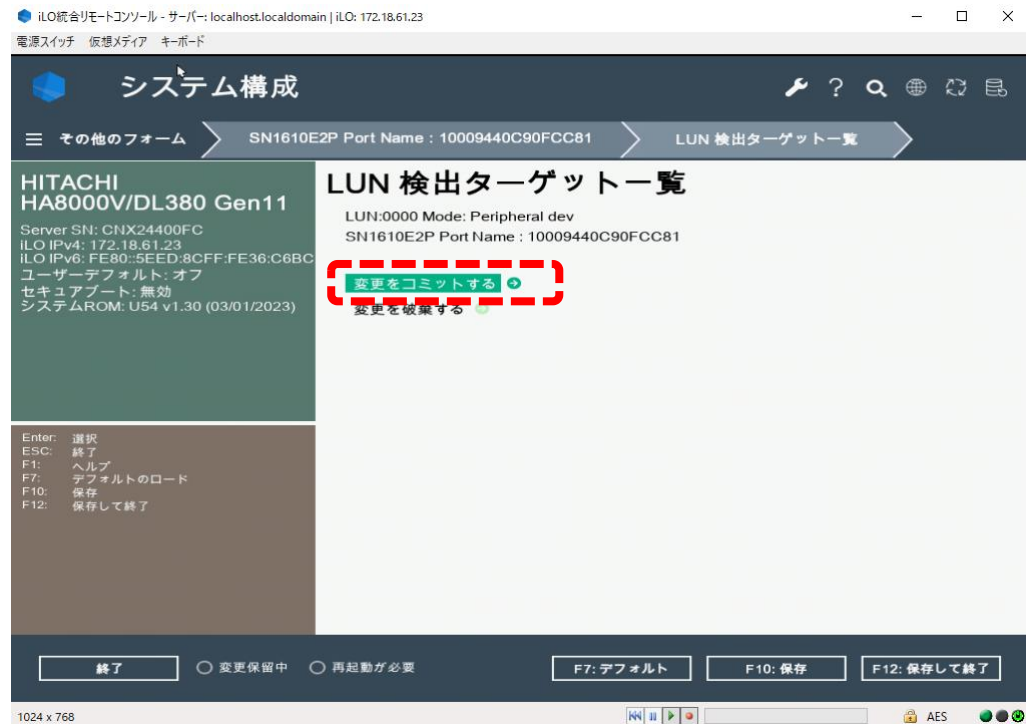 iLO統合リモートコンソール - サーバー: localhost.localdomain | iLO: 172.18.61.23
電源スイッチ 仮想メディア キーボード
システム構成
その他のフォーム SN1610E2P Port Name : 10009440C90FCC81 LUN 検出ターゲット一覧
HITACHI
HA8000V/DL380 Gen11
Server SN: CNX24400FC
iLO IPv4: 172.18.61.23
iLO IPv6: FE80::5EED:8CFF:FE36:C6BC
ユーザーデフォルト: オフ
セキュアブート: 無効
システムROM: U54 v1.30 (03/01/2023)
Enter: 選択
ESC: 終了
F1: ヘルプ
F7: デフォルトのロード
F10: 保存
F12: 保存して終了
LUN 検出ターゲット一覧
LUN:0000 Mode: Peripheral dev
SN1610E2P Port Name : 10009440C90FCC81
変更をコミットする
変更を破棄する
終了 変更保留中 再起動が必要 F7: デフォルト F10: 保存 F12: 保存して終了
1024 x 768 AES